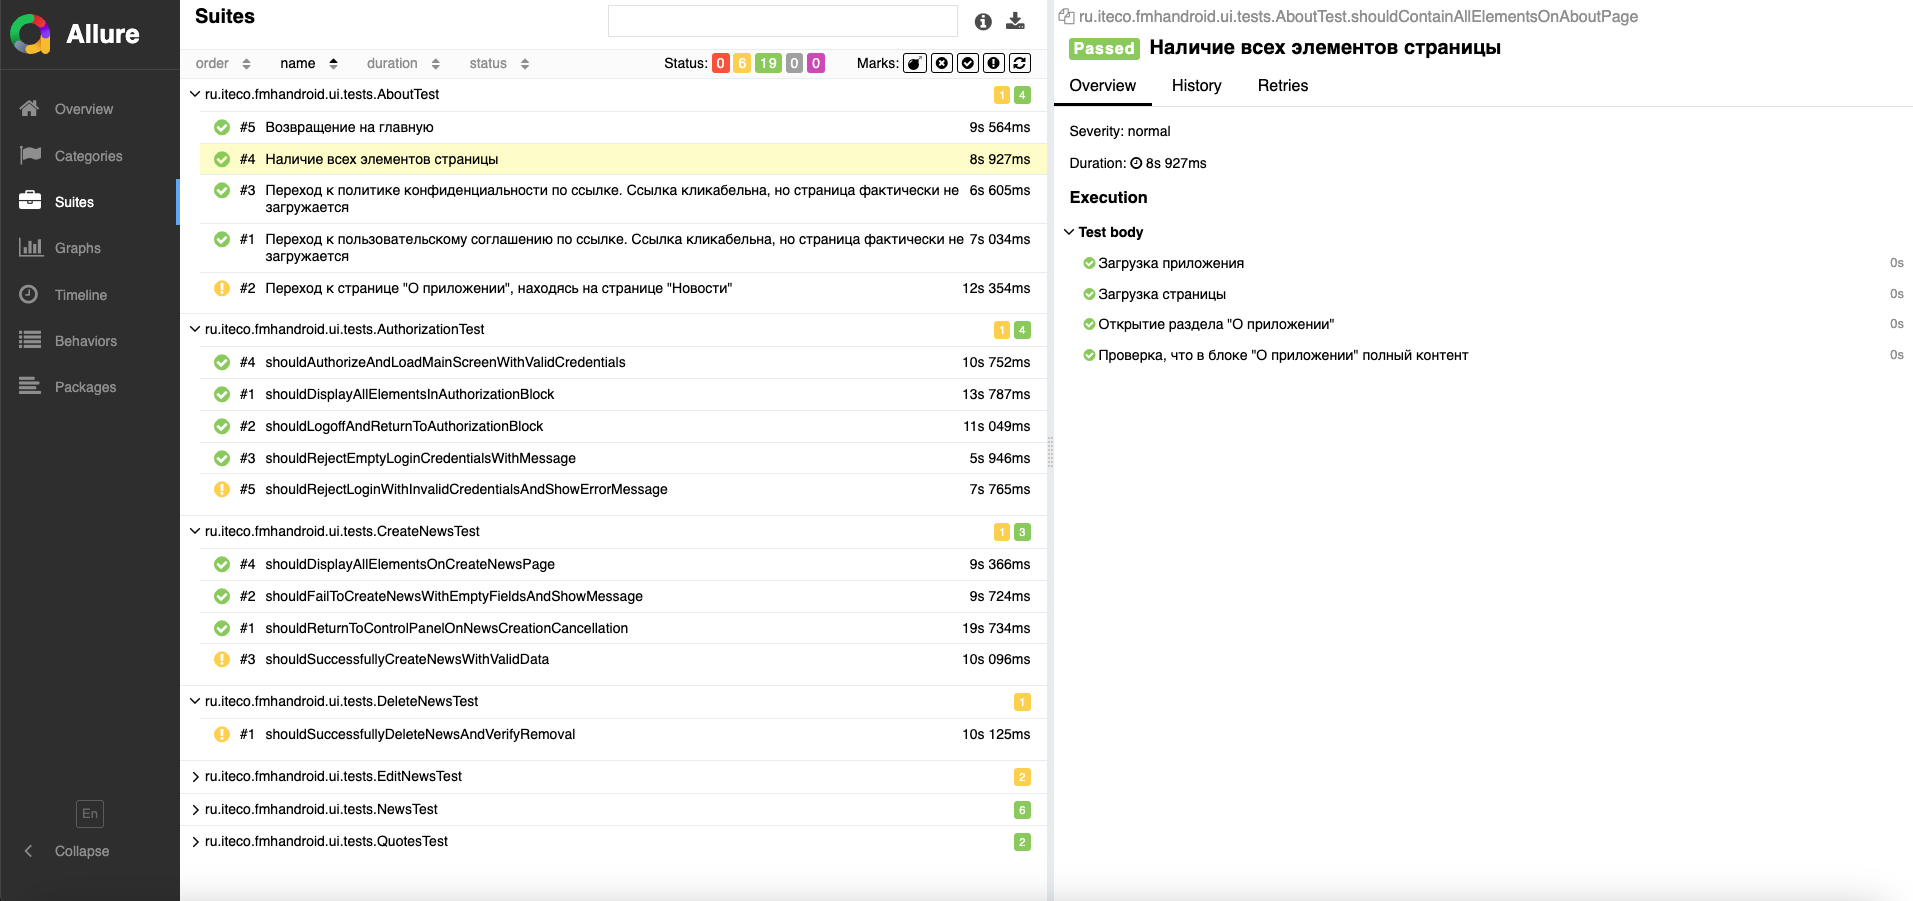 Allure
Overview
Categories
Suites
Graphs
Timeline
Behaviors
Packages
En
Collapse
Suites
order name duration status Status: 0 6 19 0 0 Marks:
ru.iteco.fmhandroid.ui.tests.AboutTest 1 4
#5 Возвращение на главную 9s 564ms
#4 Наличие всех элементов страницы 8s 927ms
#3 Переход к политике конфиденциальности по ссылке. Ссылка кликабельна, но страница фактически не 6s 605ms
загружается
#1 Переход к пользовательскому соглашению по ссылке. Ссылка кликабельна, но страница фактически не 7s 034ms
загружается
#2 Переход к странице "О приложении", находясь на странице "Новости" 12s 354ms
ru.iteco.fmhandroid.ui.tests.AuthorizationTest 1 4
#4 shouldAuthorizeAndLoadMainScreenWithValidCredentials 10s 752ms
#1 shouldDisplayAllElementsInAuthorizationBlock 13s 787ms
#2 shouldLogoffAndReturnToAuthorizationBlock 11s 049ms
#3 shouldRejectEmptyLoginCredentialsWithMessage 5s 946ms
#5 shouldRejectLoginWithInvalidCredentialsAndShowErrorMessage 7s 765ms
ru.iteco.fmhandroid.ui.tests.CreateNewsTest 1 3
#4 shouldDisplayAllElementsOnCreateNewsPage 9s 366ms
#2 shouldFailToCreateNewsWithEmptyFieldsAndShowMessage 9s 724ms
#1 shouldReturnToControlPanelOnNewsCreationCancellation 19s 734ms
#3 shouldSuccessfullyCreateNewsWithValidData 10s 096ms
ru.iteco.fmhandroid.ui.tests.DeleteNewsTest 1
#1 shouldSuccessfullyDeleteNewsAndVerifyRemoval 10s 125ms
ru.iteco.fmhandroid.ui.tests.EditNewsTest 2
ru.iteco.fmhandroid.ui.tests.NewsTest 6
ru.iteco.fmhandroid.ui.tests.QuotesTest 2
ru.iteco.fmhandroid.ui.tests.AboutTest.shouldContainAllElementsOnAboutPage
Passed Наличие всех элементов страницы
Overview History Retries
Severity: normal
Duration: 8s 927ms
Execution
Test body
Загрузка приложения 0s
Загрузка страницы 0s
Открытие раздела "О приложении" 0s
Проверка, что в блоке "О приложении" полный контент 0s